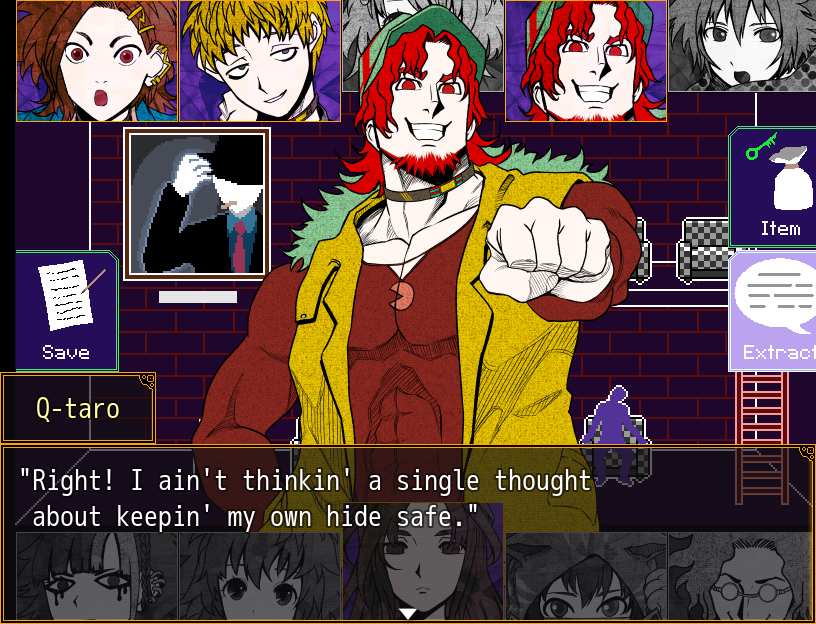 Item
Save
Extract
Q-taro
"Right! I ain't thinkin' a single thought
about keepin' my own hide safe."